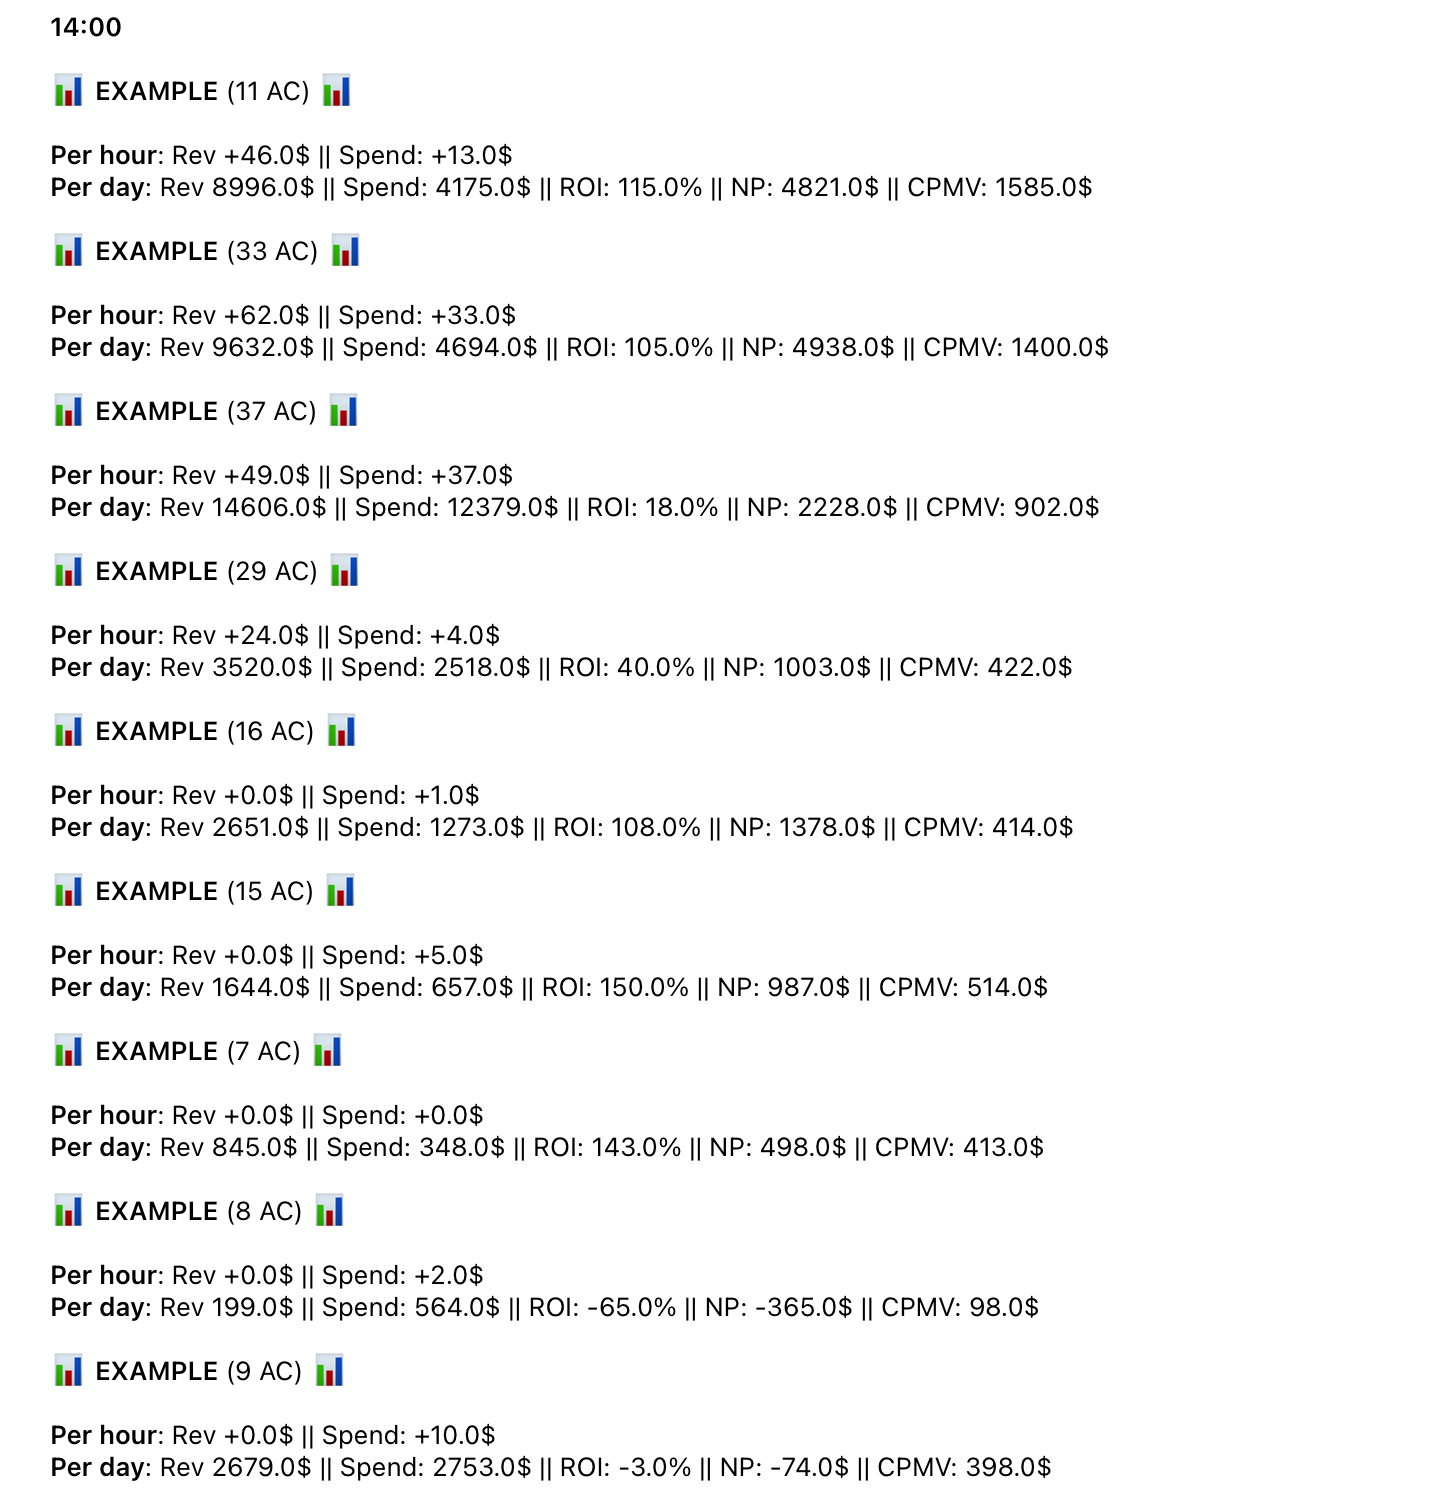 14:00
📊 EXAMPLE (11 AC) 📊
Per hour: Rev +46.0$ || Spend: +13.0$
Per day: Rev 8996.0$ || Spend: 4175.0$ || ROI: 115.0% || NP: 4821.0$ || CPMV: 1585.0$
📊 EXAMPLE (33 AC) 📊
Per hour: Rev +62.0$ || Spend: +33.0$
Per day: Rev 9632.0$ || Spend: 4694.0$ || ROI: 105.0% || NP: 4938.0$ || CPMV: 1400.0$
📊 EXAMPLE (37 AC) 📊
Per hour: Rev +49.0$ || Spend: +37.0$
Per day: Rev 14606.0$ || Spend: 12379.0$ || ROI: 18.0% || NP: 2228.0$ || CPMV: 902.0$
📊 EXAMPLE (29 AC) 📊
Per hour: Rev +24.0$ || Spend: +4.0$
Per day: Rev 3520.0$ || Spend: 2518.0$ || ROI: 40.0% || NP: 1003.0$ || CPMV: 422.0$
📊 EXAMPLE (16 AC) 📊
Per hour: Rev +0.0$ || Spend: +1.0$
Per day: Rev 2651.0$ || Spend: 1273.0$ || ROI: 108.0% || NP: 1378.0$ || CPMV: 414.0$
📊 EXAMPLE (15 AC) 📊
Per hour: Rev +0.0$ || Spend: +5.0$
Per day: Rev 1644.0$ || Spend: 657.0$ || ROI: 150.0% || NP: 987.0$ || CPMV: 514.0$
📊 EXAMPLE (7 AC) 📊
Per hour: Rev +0.0$ || Spend: +0.0$
Per day: Rev 845.0$ || Spend: 348.0$ || ROI: 143.0% || NP: 498.0$ || CPMV: 413.0$
📊 EXAMPLE (8 AC) 📊
Per hour: Rev +0.0$ || Spend: +2.0$
Per day: Rev 199.0$ || Spend: 564.0$ || ROI: -65.0% || NP: -365.0$ || CPMV: 98.0$
📊 EXAMPLE (9 AC) 📊
Per hour: Rev +0.0$ || Spend: +10.0$
Per day: Rev 2679.0$ || Spend: 2753.0$ || ROI: -3.0% || NP: -74.0$ || CPMV: 398.0$